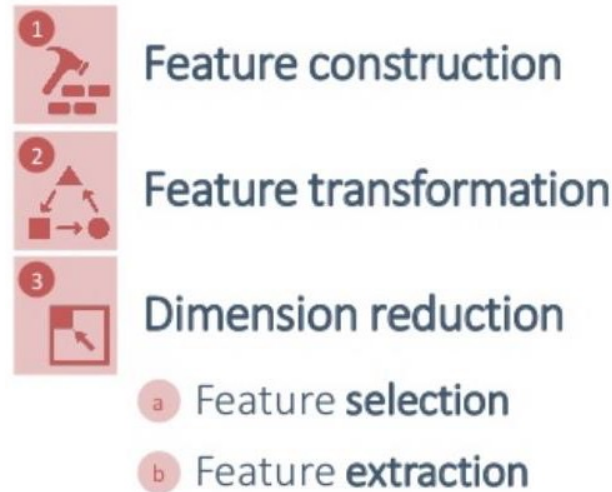 1
Feature construction
2
Feature transformation
3
Dimension reduction
a Feature selection
b Feature extraction